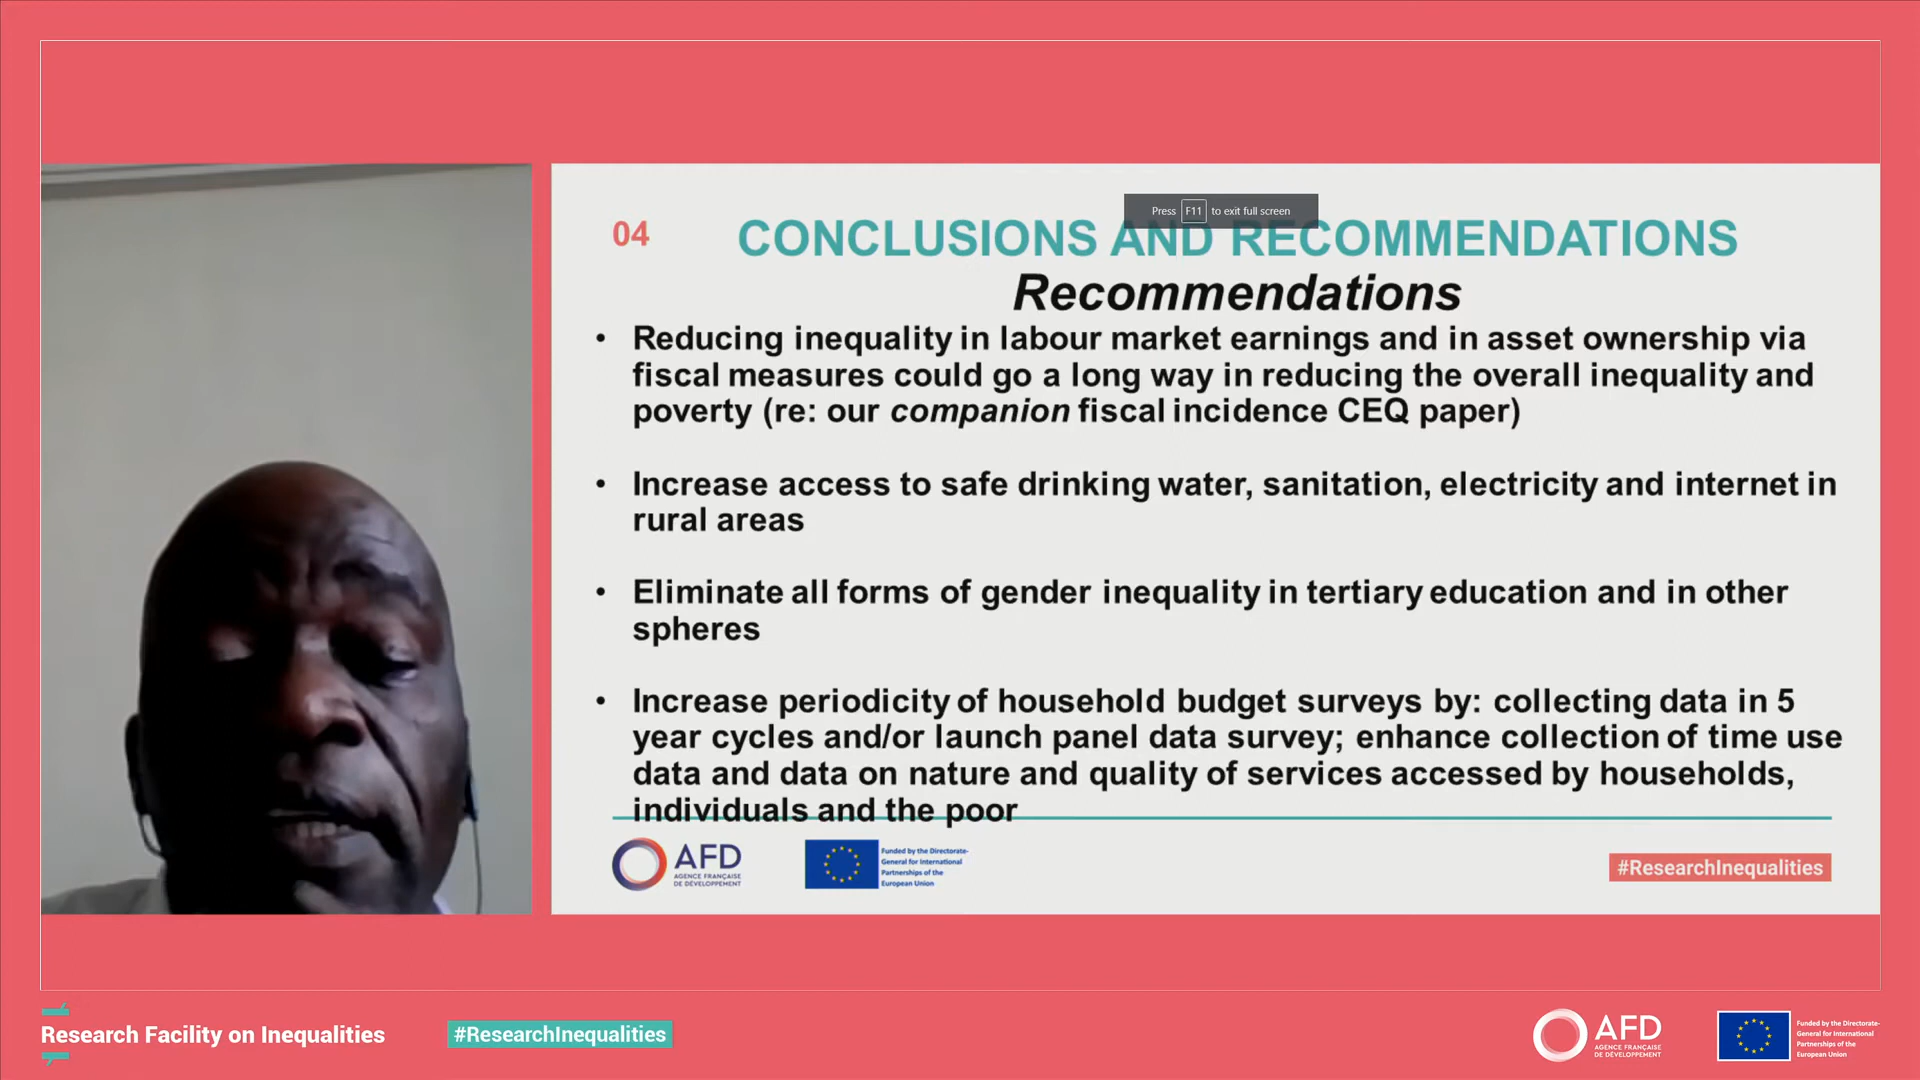 Press F11 to exit full screen
04
CONCLUSIONS AND RECOMMENDATIONS
Recommendations
• Reducing inequality in labour market earnings and in asset ownership via
fiscal measures could go a long way in reducing the overall inequality and
poverty (re: our companion fiscal incidence CEQ paper)
• Increase access to safe drinking water, sanitation, electricity and internet in
rural areas
• Eliminate all forms of gender inequality in tertiary education and in other
spheres
• Increase periodicity of household budget surveys by: collecting data in 5
year cycles and/or launch panel data survey; enhance collection of time use
data and data on nature and quality of services accessed by households,
individuals and the poor
AFD
AGENCE FRANÇAISE
DE DÉVELOPPEMENT
Funded by the Directorate-
General for International
Partnerships of the
European Union
#ResearchInequalities
Research Facility on Inequalities
#ResearchInequalities
AFD
AGENCE FRANÇAISE
DE DÉVELOPPEMENT
Funded by the Directorate-
General for International
Partnerships of the
European Union